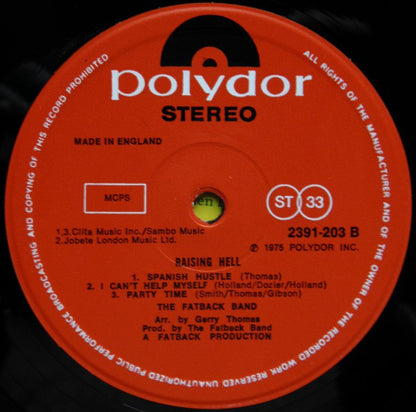 polydor
STEREO
MADE IN ENGLAND
MCPS
ST 33
1,3.Clita Music Inc./Sambo Music
2.Jobete London Music Ltd.
2391-203 B
℗ 1975 POLYDOR INC.
RAISING HELL
1. SPANISH HUSTLE (Thomas)
2. I CAN'T HELP MYSELF (Holland/Dozier/Holland)
3. PARTY TIME (Smith/Thomas/Gibson)
THE FATBACK BAND
Arr. by Gerry Thomas
Prod. by The Fatback Band
A FATBACK PRODUCTION
ALL RIGHTS OF THE MANUFACTURER AND OF THE OWNER OF THE RECORDED WORK RESERVED UNAUTHORIZED PUBLIC PERFORMANCE BROADCASTING AND COPYING OF THIS RECORD PROHIBITED